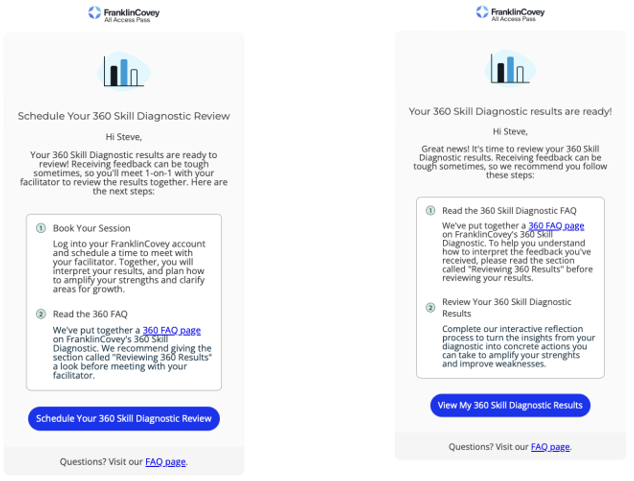 FranklinCovey
All Access Pass
Schedule Your 360 Skill Diagnostic Review
Hi Steve,
Your 360 Skill Diagnostic results are ready to
review! Receiving feedback can be tough
sometimes, so you'll meet 1-on-1 with your
facilitator to review the results together. Here are
the next steps:
1 Book Your Session
Log into your FranklinCovey account
and schedule a time to meet with
your facilitator. Together, you will
interpret your results, and plan how
to amplify your strengths and clarify
areas for growth.
2 Read the 360 FAQ
We've put together a 360 FAQ page
on FranklinCovey's 360 Skill
Diagnostic. We recommend giving the
section called "Reviewing 360 Results"
a look before meeting with your
facilitator.
Schedule Your 360 Skill Diagnostic Review
Questions? Visit our FAQ page.
FranklinCovey
All Access Pass
Your 360 Skill Diagnostic results are ready!
Hi Steve,
Great news! It's time to review your 360 Skill
Diagnostic results. Receiving feedback can be
tough sometimes, so we recommend you follow
these steps:
1 Read the 360 Skill Diagnostic FAQ
We've put together a 360 FAQ page
on FranklinCovey's 360 Skill
Diagnostic. To help you understand
how to interpret the feedback you've
received, please read the section
called "Reviewing 360 Results" before
reviewing your results.
2 Review Your 360 Skill Diagnostic
Results
Complete our interactive reflection
process to turn the insights from your
diagnostic into concrete actions you
can take to amplify your strenghts
and improve weaknesses.
View My 360 Skill Diagnostic Results
Questions? Visit our FAQ page.